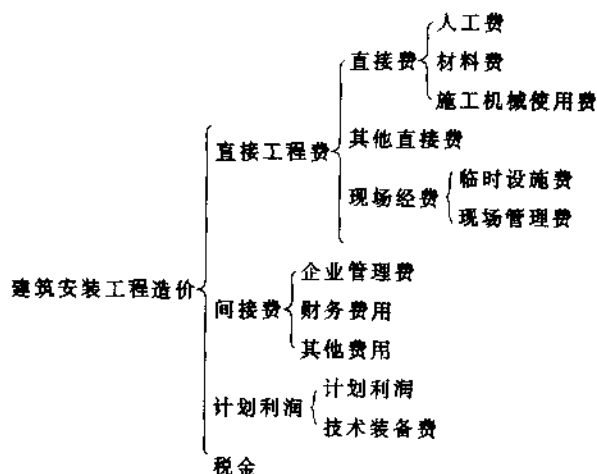 人工费
直接费
材料费
施工机械使用费
直接工程费
其他直接费
临时设施费
现场经费
现场管理费
建筑安装工程造价
企业管理费
间接费
财务费用
其他费用
计划利润
计划利润
技术装备费
税金